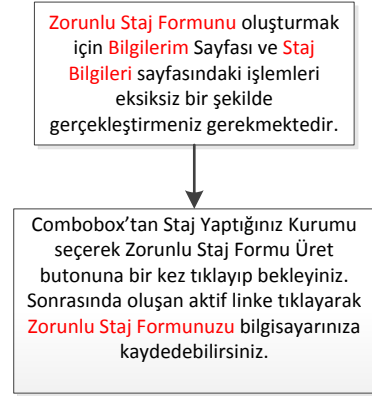 Zorunlu Staj Formunu oluşturmak
için Bilgilerim Sayfası ve Staj
Bilgileri sayfasındaki işlemleri
eksiksiz bir şekilde
gerçekleştirmeniz gerekmektedir.
Combobox’tan Staj Yaptığınız Kurumu
seçerek Zorunlu Staj Formu Üret
butonuna bir kez tıklayıp bekleyiniz.
Sonrasında oluşan aktif linke tıklayarak
Zorunlu Staj Formunuzu bilgisayarınıza
kaydedebilirsiniz.